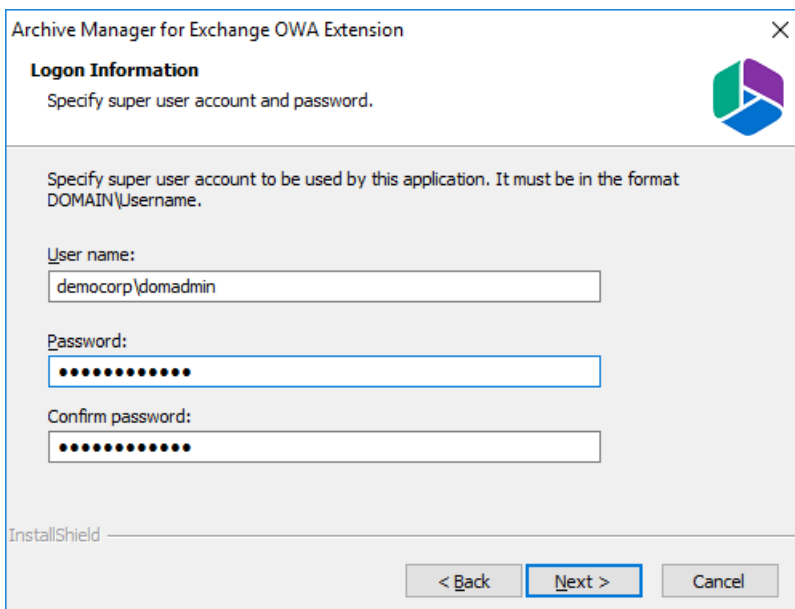 Archive Manager for Exchange OWA Extension
Logon Information
Specify super user account and password.
Specify super user account to be used by this application. It must be in the format
DOMAIN\Username.
User name:
democorp\domadmin
Password:
••••••••••••
Confirm password:
••••••••••••
InstallShield
< Back
Next >
Cancel